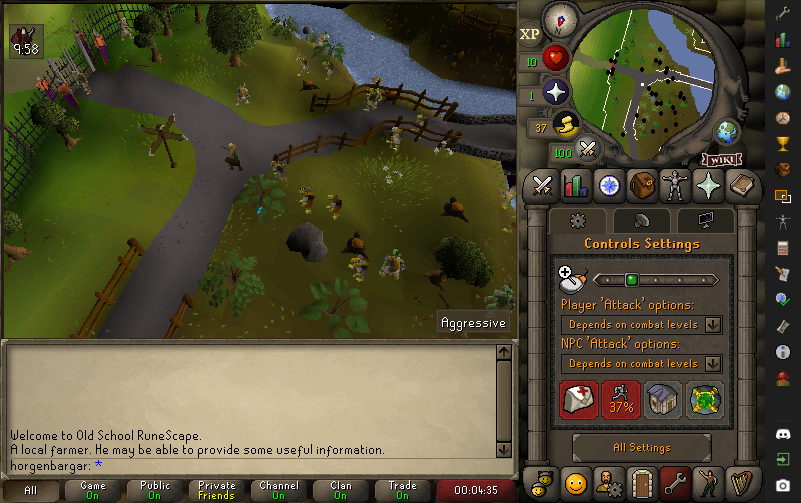 9:58
XP
10
1
37
100
WIKI
Controls Settings
Player 'Attack' options:
Depends on combat levels
NPC 'Attack' options:
Depends on combat levels
37%
All Settings
Aggressive
Welcome to Old School RuneScape.
A local farmer. He may be able to provide some useful information.
horgenbargar: *
All
Game
On
Public
On
Private
Friends
Channel
On
Clan
On
Trade
On
00:04:35